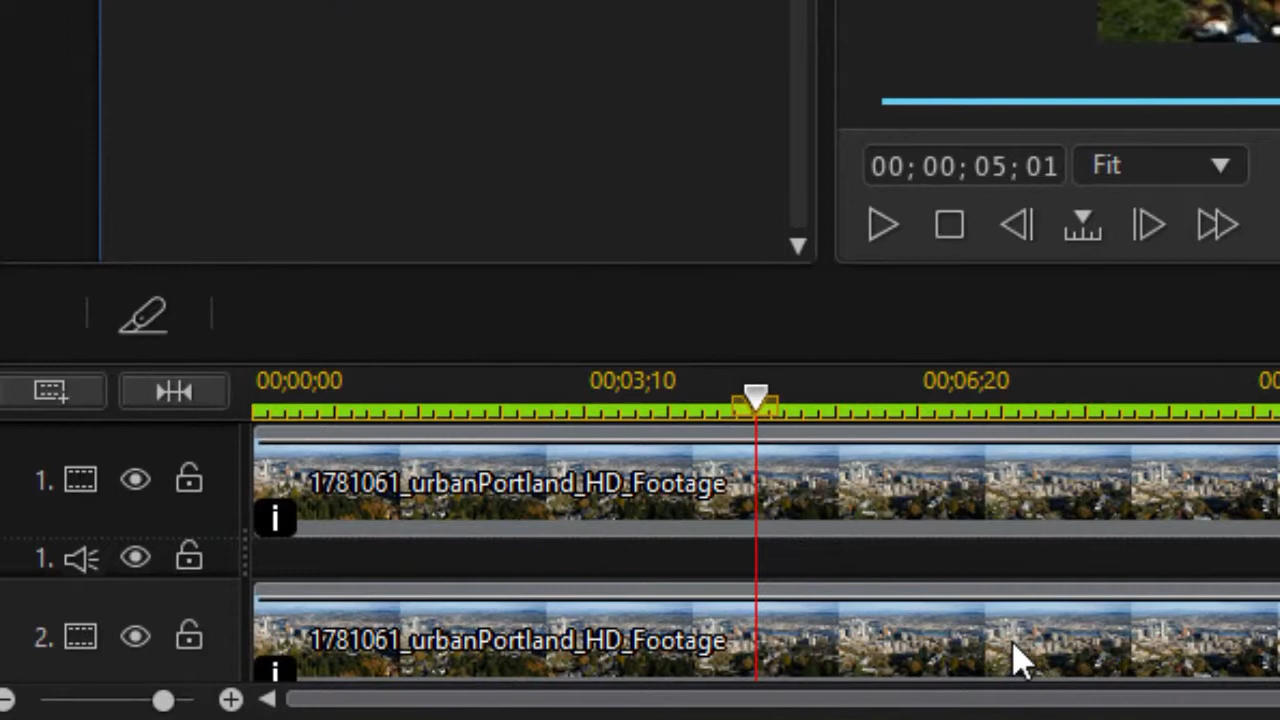 00; 00; 05; 01 Fit
00;00;00 00;03;10 00;06;20 00
1. 1781061_urbanPortland_HD_Footage
i
1.
2. 1781061_urbanPortland_HD_Footage
i